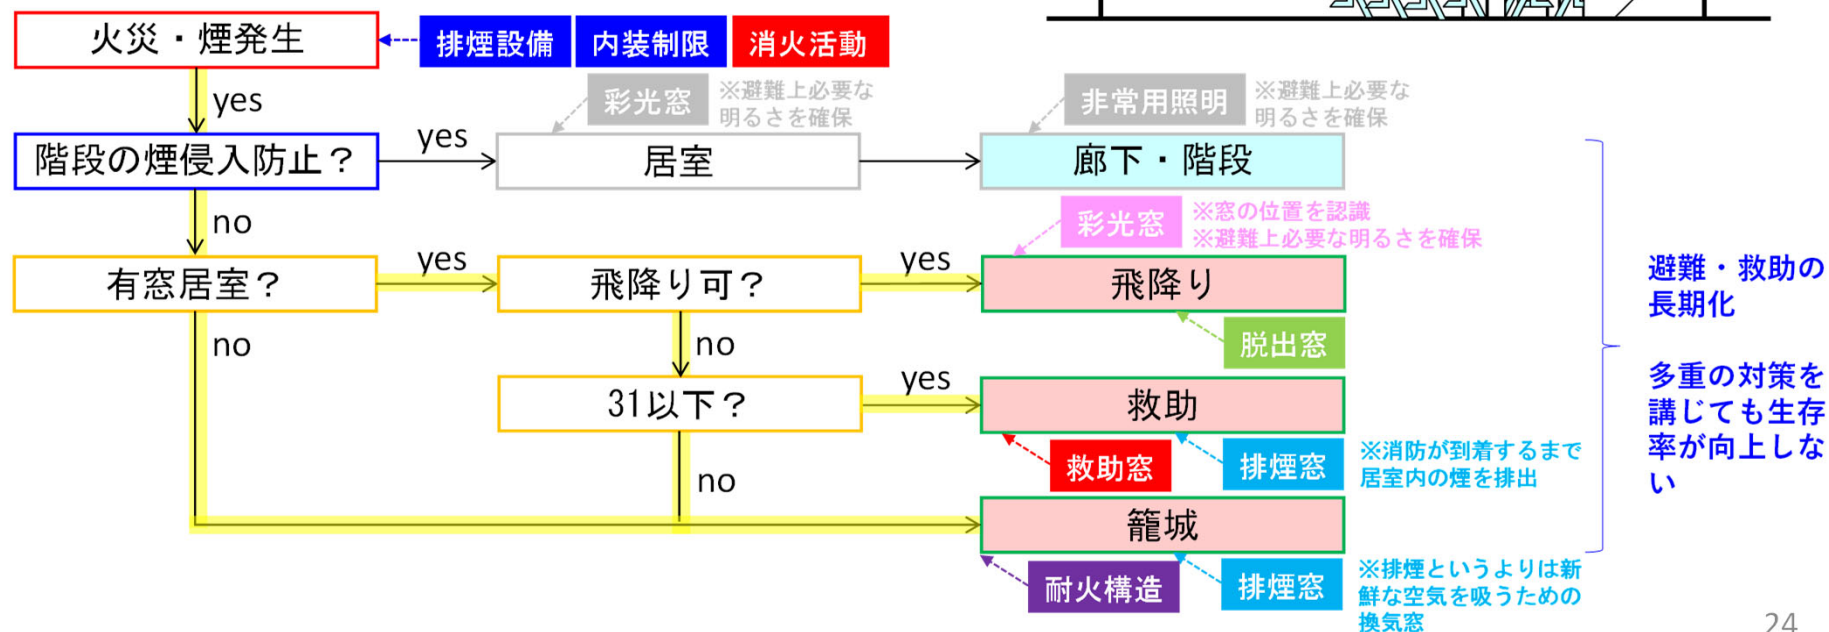 火災・煙発生
排煙設備
内装制限
消火活動
yes
彩光窓
※避難上必要な
明るさを確保
非常用照明
※避難上必要な
明るさを確保
階段の煙侵入防止？
yes
居室
廊下・階段
no
彩光窓
※窓の位置を認識
※避難上必要な明るさを確保
有窓居室？
yes
飛降り可？
yes
飛降り
脱出窓
no
no
31以下？
yes
救助
救助窓
排煙窓
※消防が到着するまで
居室内の煙を排出
no
籠城
耐火構造
排煙窓
※排煙というよりは新
鮮な空気を吸うための
換気窓
避難・救助の
長期化
多重の対策を
講じても生存
率が向上しな
い
24